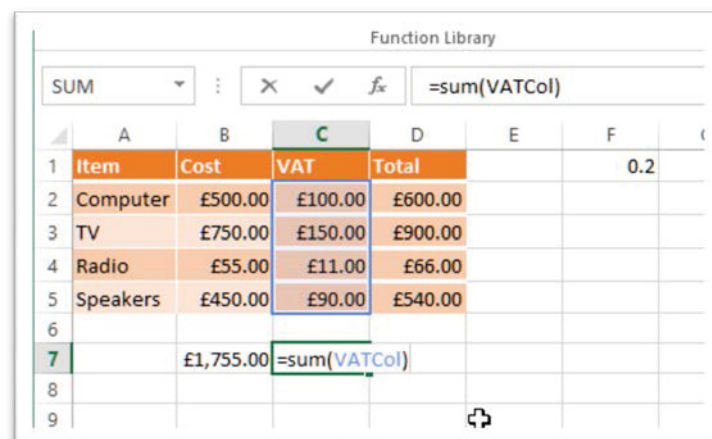 Function Library
SUM =sum(VATCol)
A B C D E F
1 Item Cost VAT Total 0.2
2 Computer £500.00 £100.00 £600.00
3 TV £750.00 £150.00 £900.00
4 Radio £55.00 £11.00 £66.00
5 Speakers £450.00 £90.00 £540.00
6
7 £1,755.00 =sum(VATCol)
8
9